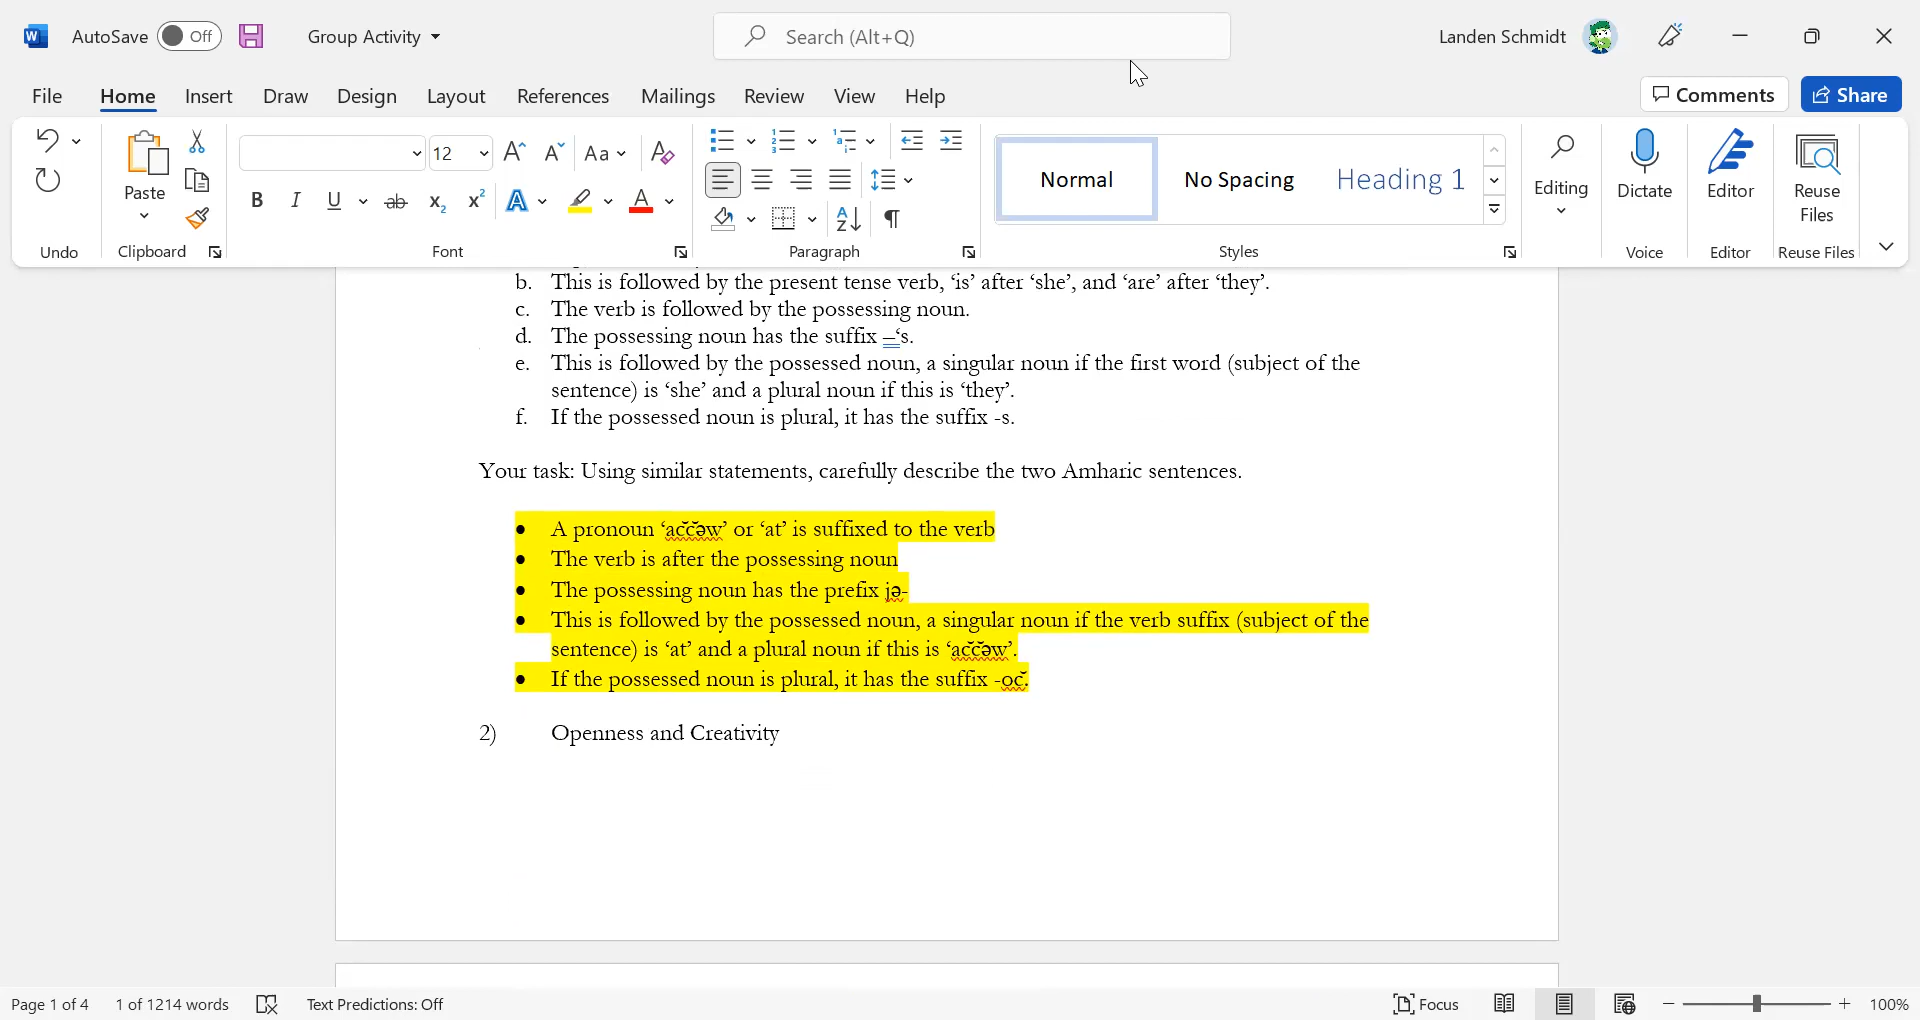 AutoSave Off Group Activity Search (Alt+Q) Landen Schmidt
File Home Insert Draw Design Layout References Mailings Review View Help Comments Share
12 Aa
Paste
B I U ab x₂ x² A A
Normal No Spacing Heading 1
Editing Dictate Editor Reuse
Files
Undo Clipboard Font Paragraph Styles Voice Editor Reuse Files
b. This is followed by the present tense verb, ‘is’ after ‘she’, and ‘are’ after ‘they’.
c. The verb is followed by the possessing noun.
d. The possessing noun has the suffix –‘s.
e. This is followed by the possessed noun, a singular noun if the first word (subject of the
sentence) is ‘she’ and a plural noun if this is ‘they’.
f. If the possessed noun is plural, it has the suffix -s.
Your task: Using similar statements, carefully describe the two Amharic sentences.
• A pronoun ‘aččəw’ or ‘at’ is suffixed to the verb
• The verb is after the possessing noun
• The possessing noun has the prefix jə-
• This is followed by the possessed noun, a singular noun if the verb suffix (subject of the
sentence) is ‘at’ and a plural noun if this is ‘aččəw’.
• If the possessed noun is plural, it has the suffix -oč.
2) Openness and Creativity
Page 1 of 4 1 of 1214 words Text Predictions: Off Focus 100%